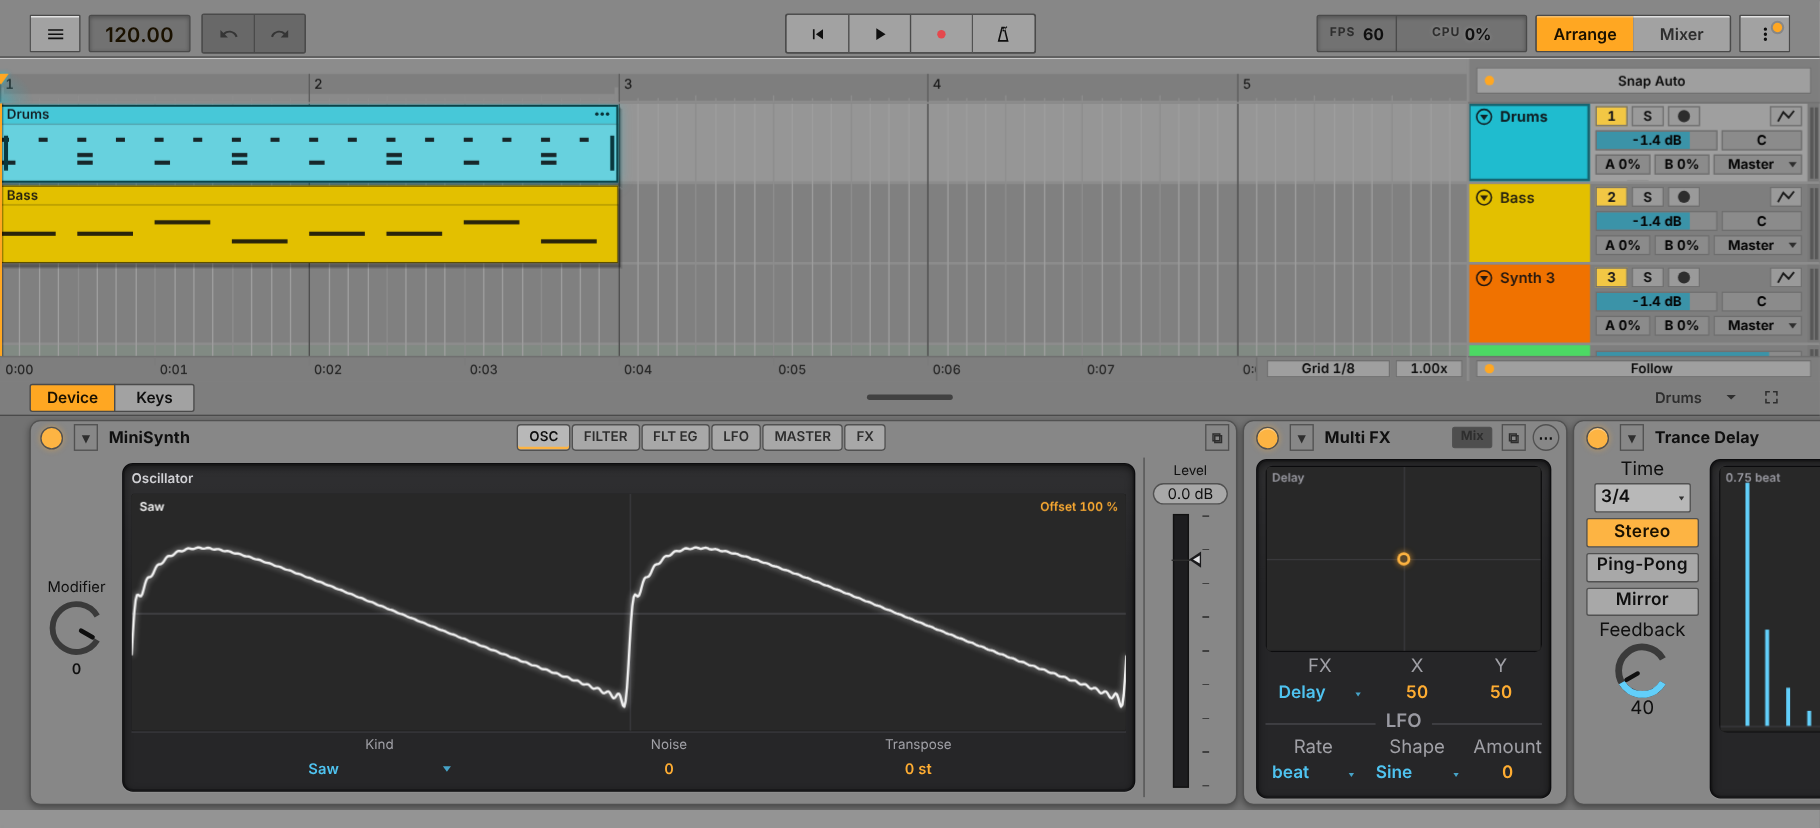 120.00
FPS 60 CPU 0%
Arrange Mixer
1 2 3 4 5
Snap Auto
Drums
Drums 1 S
-1.4 dB C
A 0% B 0% Master
Bass
Bass 2 S
-1.4 dB C
A 0% B 0% Master
Synth 3 3 S
-1.4 dB C
A 0% B 0% Master
0:00 0:01 0:02 0:03 0:04 0:05 0:06 0:07 0:
Grid 1/8 1.00x Follow
Device Keys
Drums
MiniSynth OSC FILTER FLT EG LFO MASTER FX
Oscillator
Saw Offset 100 %
Modifier
0
Kind Noise Transpose
Saw 0 0 st
Level
0.0 dB
Multi FX Mix
Delay
FX X Y
Delay 50 50
LFO
Rate Shape Amount
beat Sine 0
Trance Delay
Time
3/4
Stereo
Ping-Pong
Mirror
Feedback
40
0.75 beat